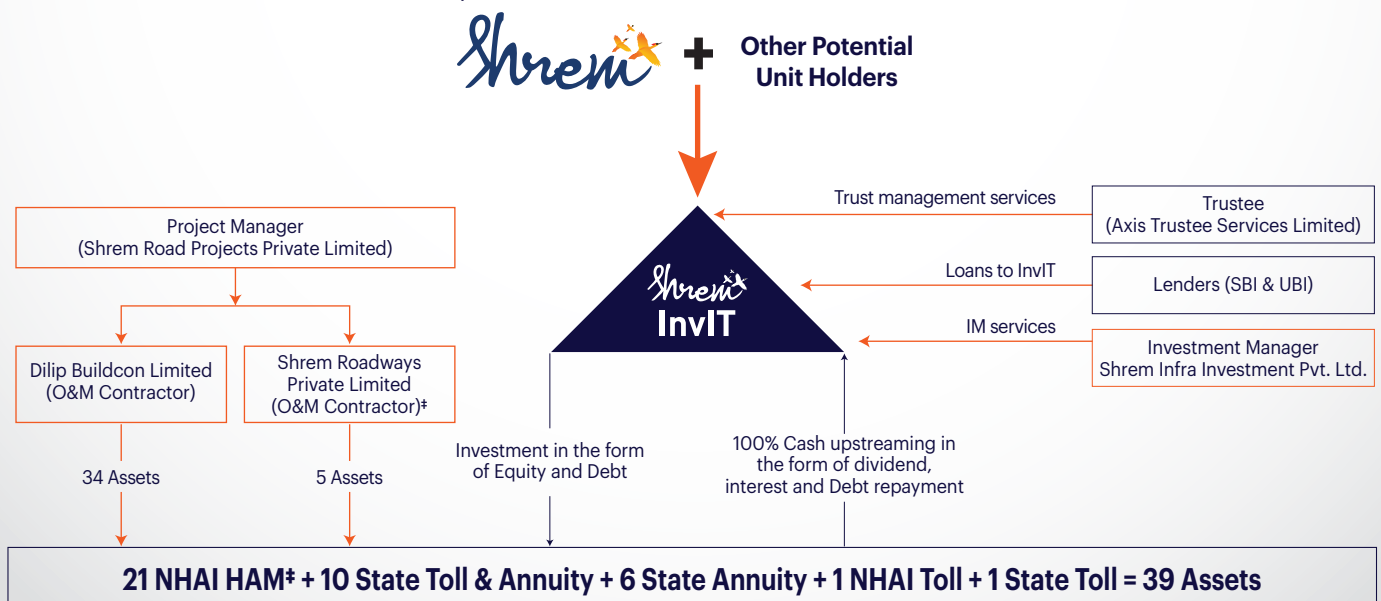 Shrem
+
Other Potential
Unit Holders
Trust management services
Trustee
(Axis Trustee Services Limited)
Project Manager
(Shrem Road Projects Private Limited)
Shrem
InvIT
Loans to InvIT
Lenders (SBI & UBI)
IM services
Investment Manager
Shrem Infra Investment Pvt. Ltd.
Dilip Buildcon Limited
(O&M Contractor)
Shrem Roadways
Private Limited
(O&M Contractor)‡
34 Assets
5 Assets
Investment in the form
of Equity and Debt
100% Cash upstreaming in
the form of dividend,
interest and Debt repayment
21 NHAI HAM‡ + 10 State Toll & Annuity + 6 State Annuity + 1 NHAI Toll + 1 State Toll = 39 Assets